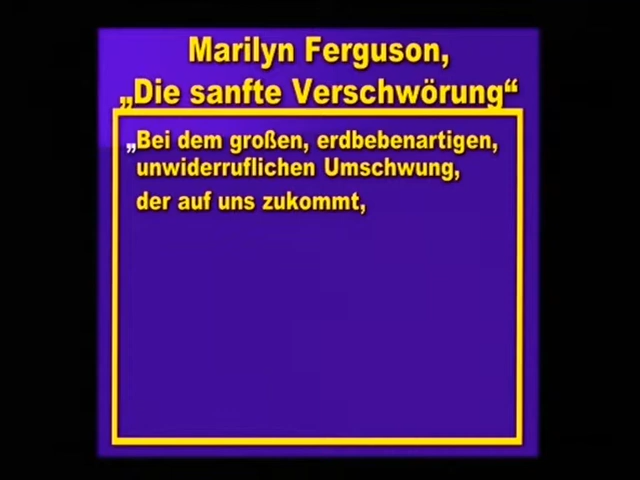 Marilyn Ferguson,
„Die sanfte Verschwörung“
„Bei dem großen, erdbebenartigen,
unwiderruflichen Umschwung,
der auf uns zukommt,